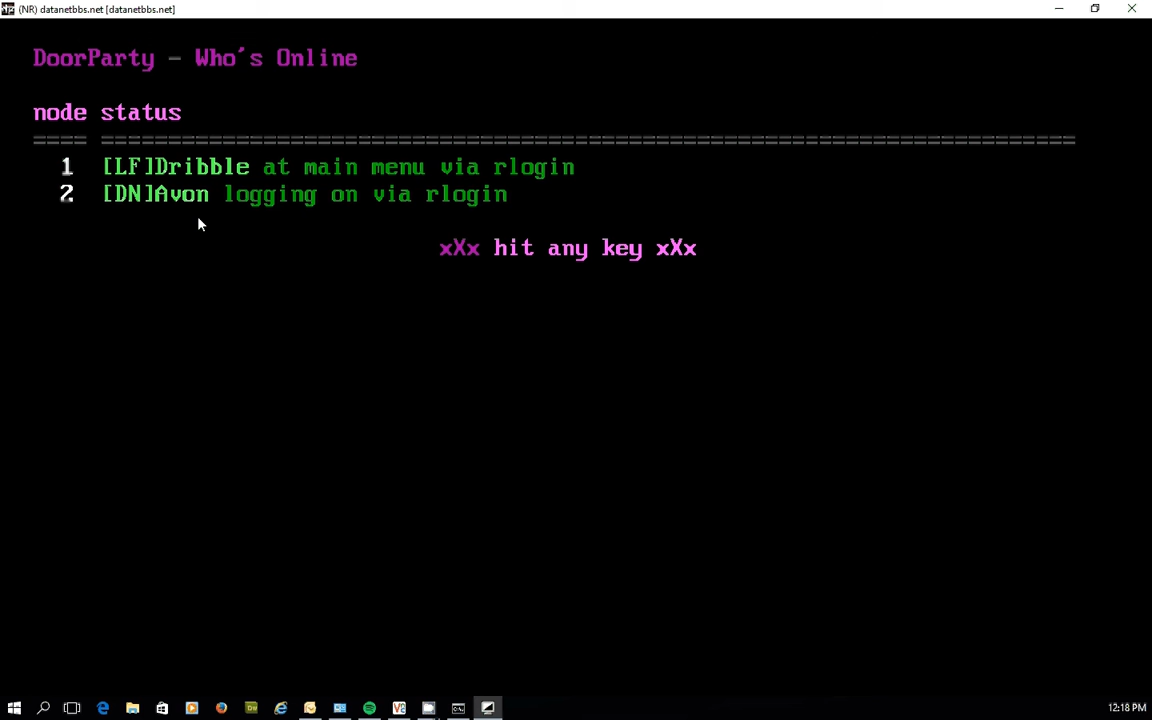 (NR) datanetbbs.net [datanetbbs.net]
DoorParty - Who's Online
node status
==== ========================================================================
1 [LF]Dribble at main menu via rlogin
2 [DN]Avon logging on via rlogin
xXx hit any key xXx
12:18 PM